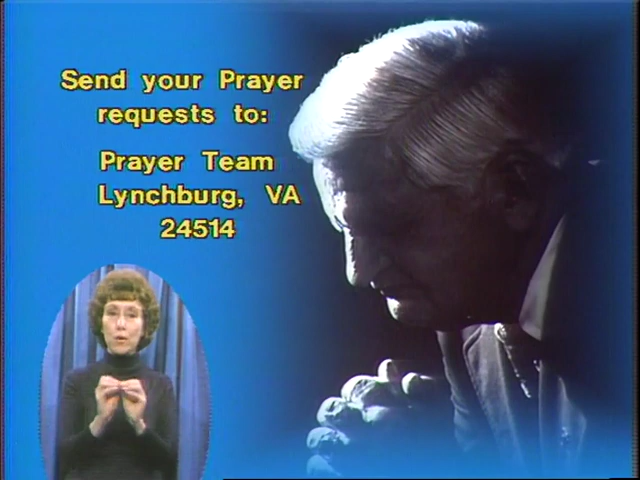 Send your Prayer
requests to:
Prayer Team
Lynchburg, VA
24514